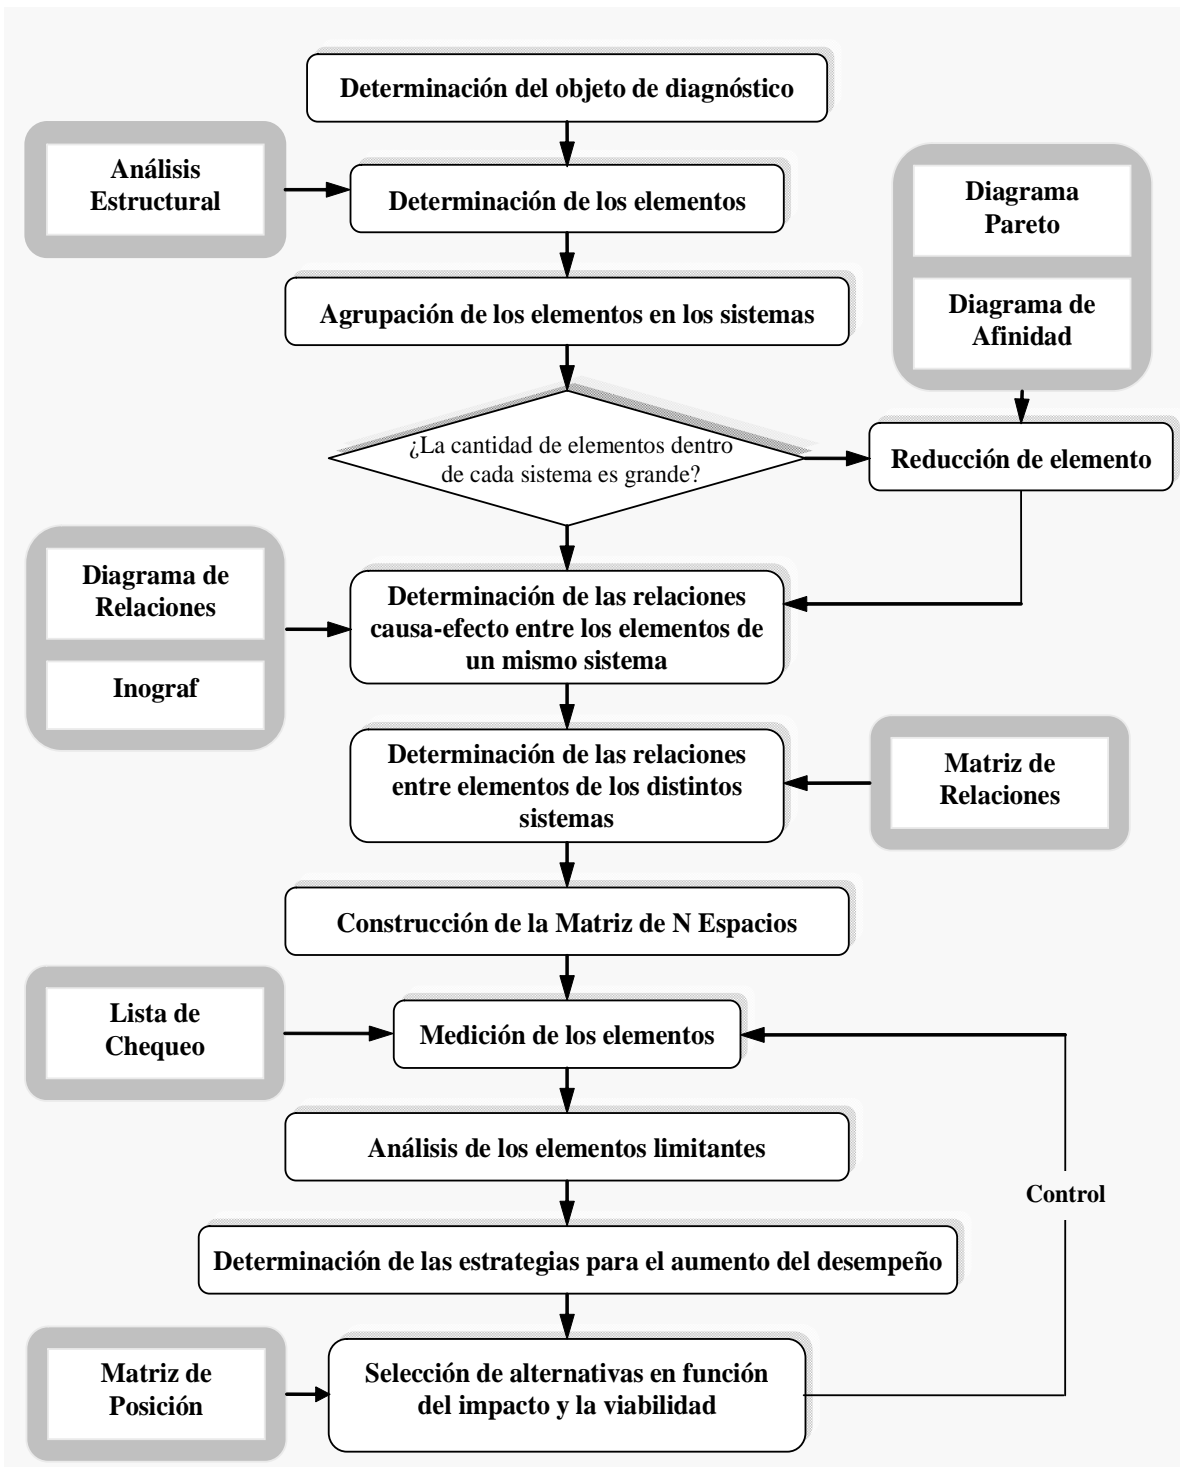 Determinación del objeto de diagnóstico
Análisis
Estructural
Determinación de los elementos
Diagrama
Pareto
Agrupación de los elementos en los sistemas
Diagrama de
Afinidad
¿La cantidad de elementos dentro
de cada sistema es grande?
Reducción de elemento
Diagrama de
Relaciones
Inograf
Determinación de las relaciones
causa-efecto entre los elementos de
un mismo sistema
Determinación de las relaciones
entre elementos de los distintos
sistemas
Matriz de
Relaciones
Construcción de la Matriz de N Espacios
Lista de
Chequeo
Medición de los elementos
Análisis de los elementos limitantes
Control
Determinación de las estrategias para el aumento del desempeño
Matriz de
Posición
Selección de alternativas en función
del impacto y la viabilidad